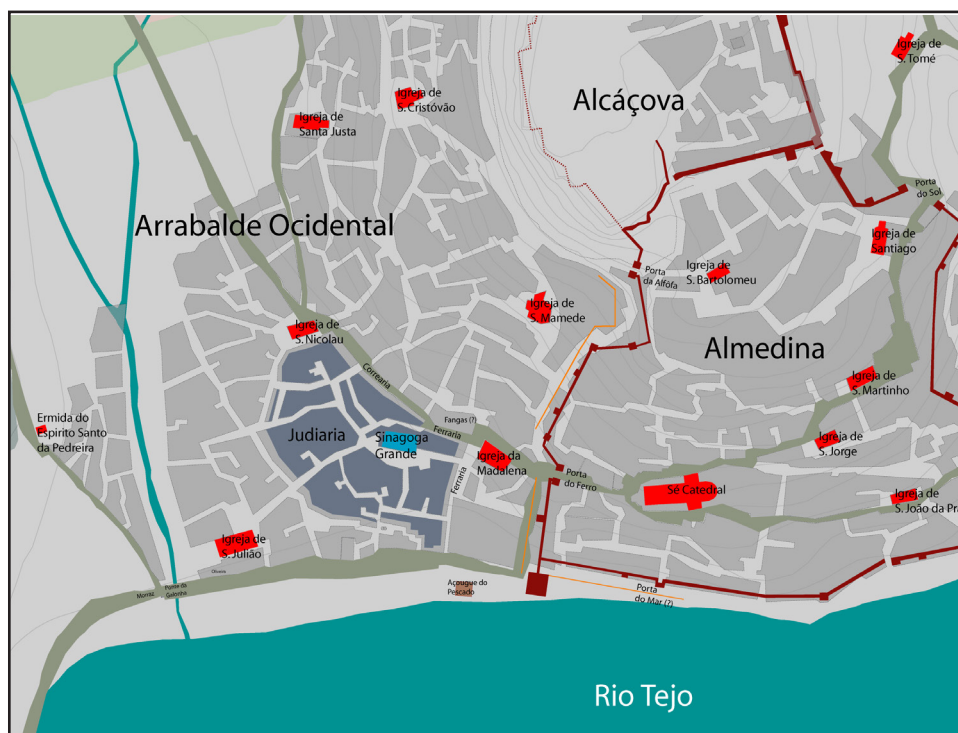 Igreja de
S. Tomé
Alcáçova
Igreja de
S. Cristóvão
Igreja de
Santa Justa
Porta
do Sol
Arrabalde Ocidental
Igreja de
Santiago
Porta
da Alfôfa
Igreja de
S. Bartolomeu
Igreja de
S. Mamede
Igreja de
S. Nicolau
Almedina
Correaria
Igreja de
S. Martinho
Ermida do
Espirito Santo
da Pedreira
Fangas (?)
Ferraria
Judiaria
Sinagoga
Grande
Igreja de
S. Jorge
Igreja da
Madalena
Ferraria
Porta
do Ferro
Sé Catedral
Igreja de
S. João da Pra
Igreja de
S. Julião
Açougue do
Pescado
Porta
do Mar (?)
Galonha
Rio Tejo